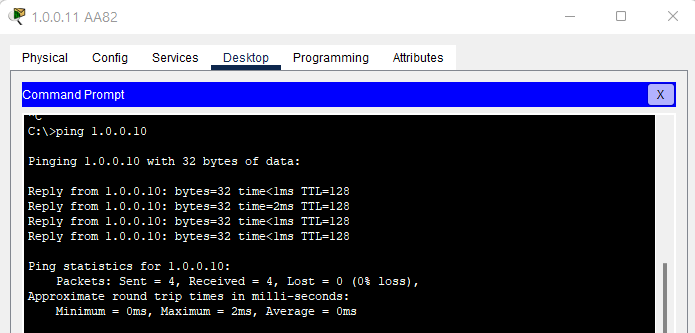 1.0.0.11 AA82
Physical Config Services Desktop Programming Attributes
Command Prompt X
^C
C:\>ping 1.0.0.10
Pinging 1.0.0.10 with 32 bytes of data:
Reply from 1.0.0.10: bytes=32 time<1ms TTL=128
Reply from 1.0.0.10: bytes=32 time=2ms TTL=128
Reply from 1.0.0.10: bytes=32 time<1ms TTL=128
Reply from 1.0.0.10: bytes=32 time<1ms TTL=128
Ping statistics for 1.0.0.10:
Packets: Sent = 4, Received = 4, Lost = 0 (0% loss),
Approximate round trip times in milli-seconds:
Minimum = 0ms, Maximum = 2ms, Average = 0ms